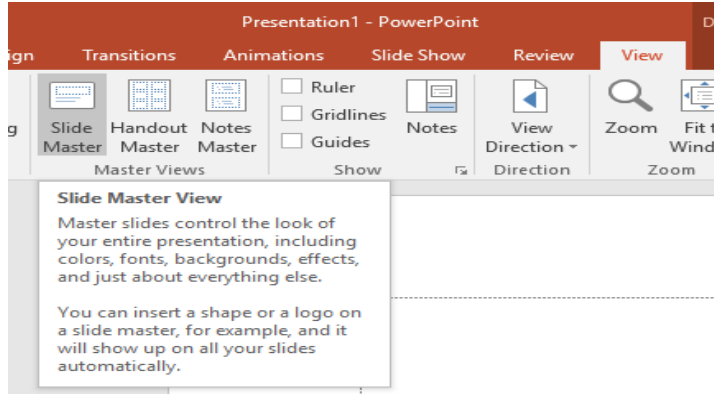 Presentation1 - PowerPoint
Transitions Animations Slide Show Review View
Slide Master
Handout Master
Notes Master
Ruler
Gridlines
Guides
Notes
View Direction
Zoom
Master Views Show Direction Zoom
Slide Master View
Master slides control the look of
your entire presentation, including
colors, fonts, backgrounds, effects,
and just about everything else.
You can insert a shape or a logo on
a slide master, for example, and it
will show up on all your slides
automatically.